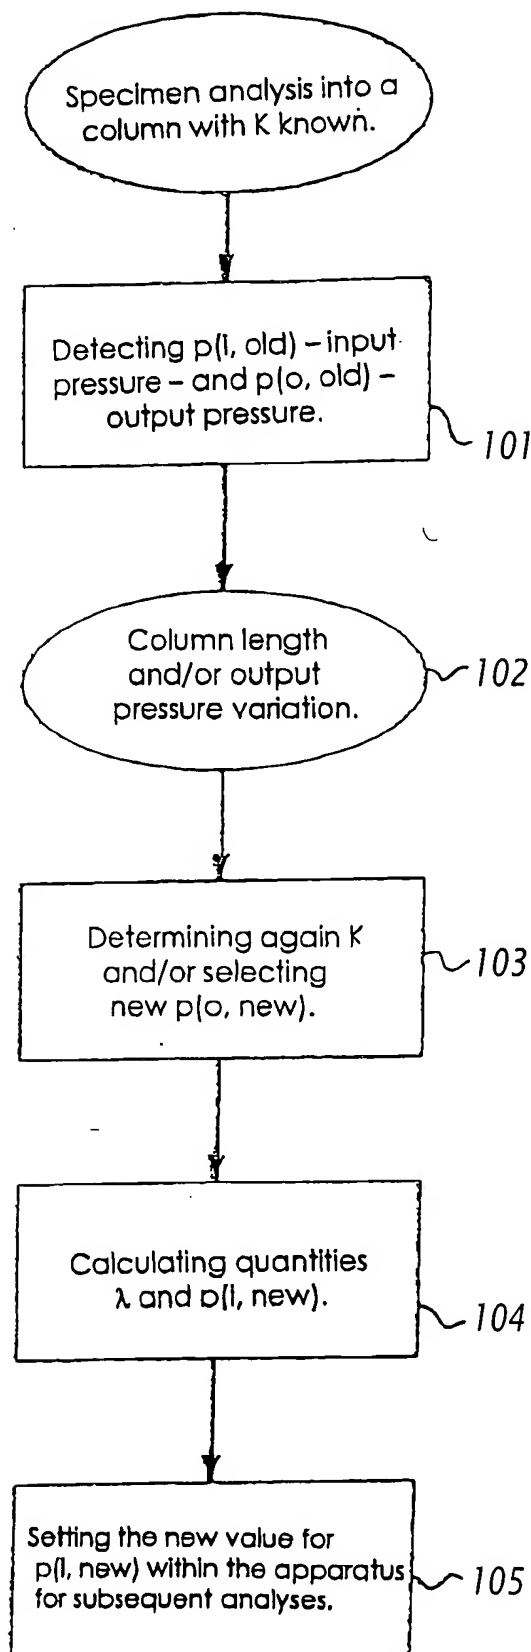 Specimen analysis into a
column with K known.
Detecting p(i, old) – input
pressure – and p(o, old) –
output pressure.
101
Column length
and/or output
pressure variation.
102
Determining again K
and/or selecting
new p(o, new).
103
Calculating quantities
λ and p(i, new).
104
Setting the new value for
p(i, new) within the apparatus
for subsequent analyses.
105